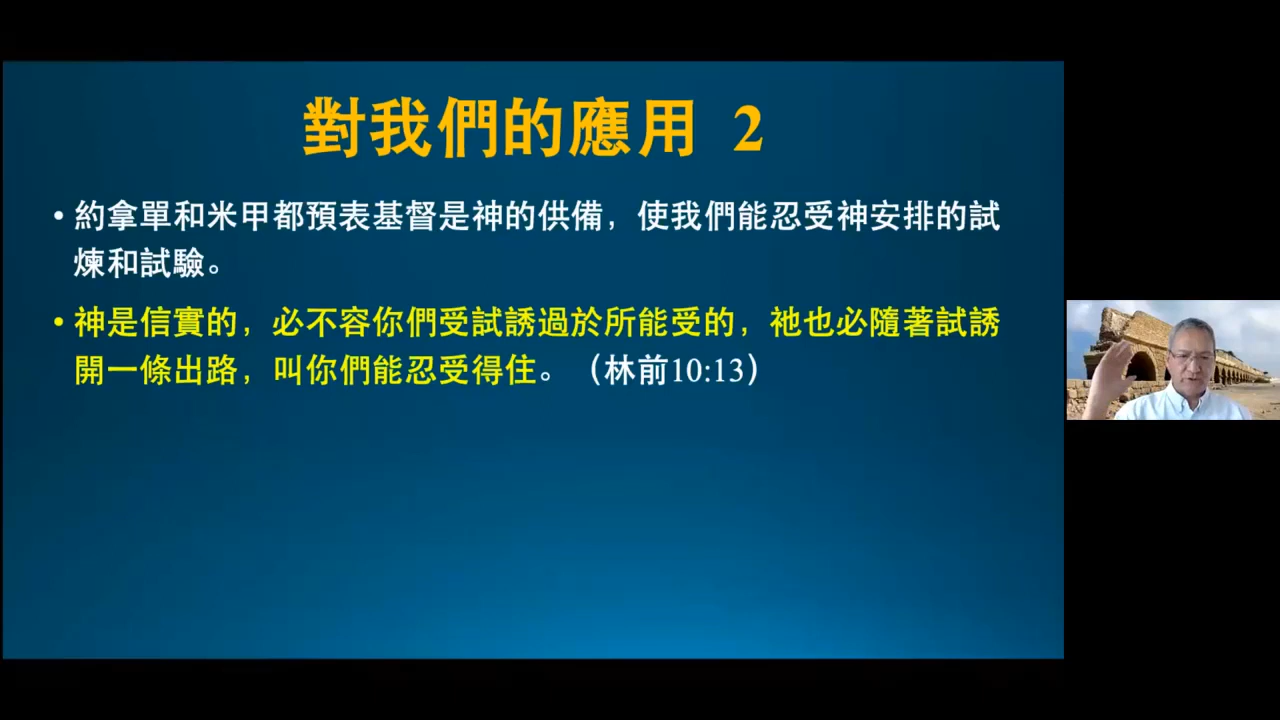 對我們的應用 2
• 約拿單和米甲都預表基督是神的供備，使我們能忍受神安排的試
煉和試驗。
• 神是信實的，必不容你們受試誘過於所能受的，祂也必隨著試誘
開一條出路，叫你們能忍受得住。（林前10:13）